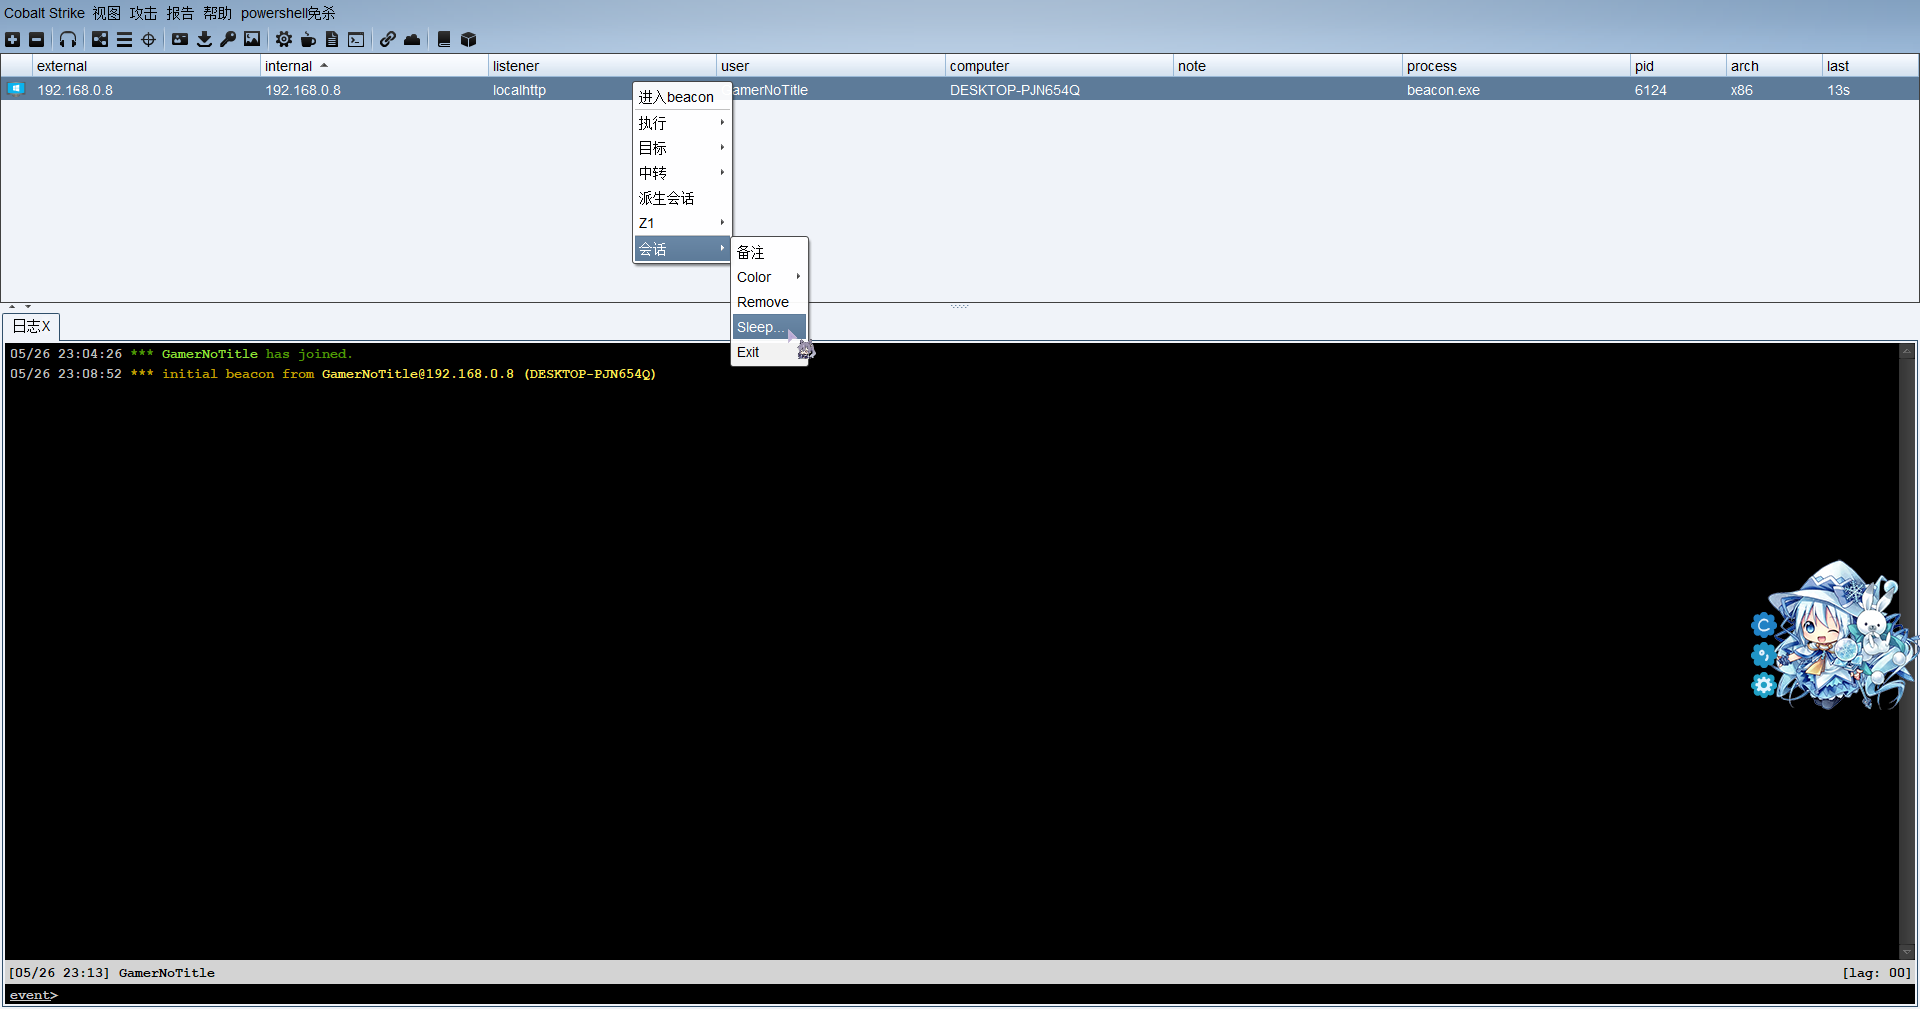 Cobalt Strike 视图 攻击 报告 帮助 powershell免杀
external internal listener user computer note process pid arch last
192.168.0.8 192.168.0.8 localhttp amerNoTitle DESKTOP-PJN654Q beacon.exe 6124 x86 13s
进入beacon
执行
目标
中转
派生会话
Z1
会话
备注
Color
Remove
Sleep...
Exit
日志X
05/26 23:04:26 *** GamerNoTitle has joined.
05/26 23:08:52 *** initial beacon from GamerNoTitle@192.168.0.8 (DESKTOP-PJN654Q)
[05/26 23:13] GamerNoTitle [lag: 00]
event>